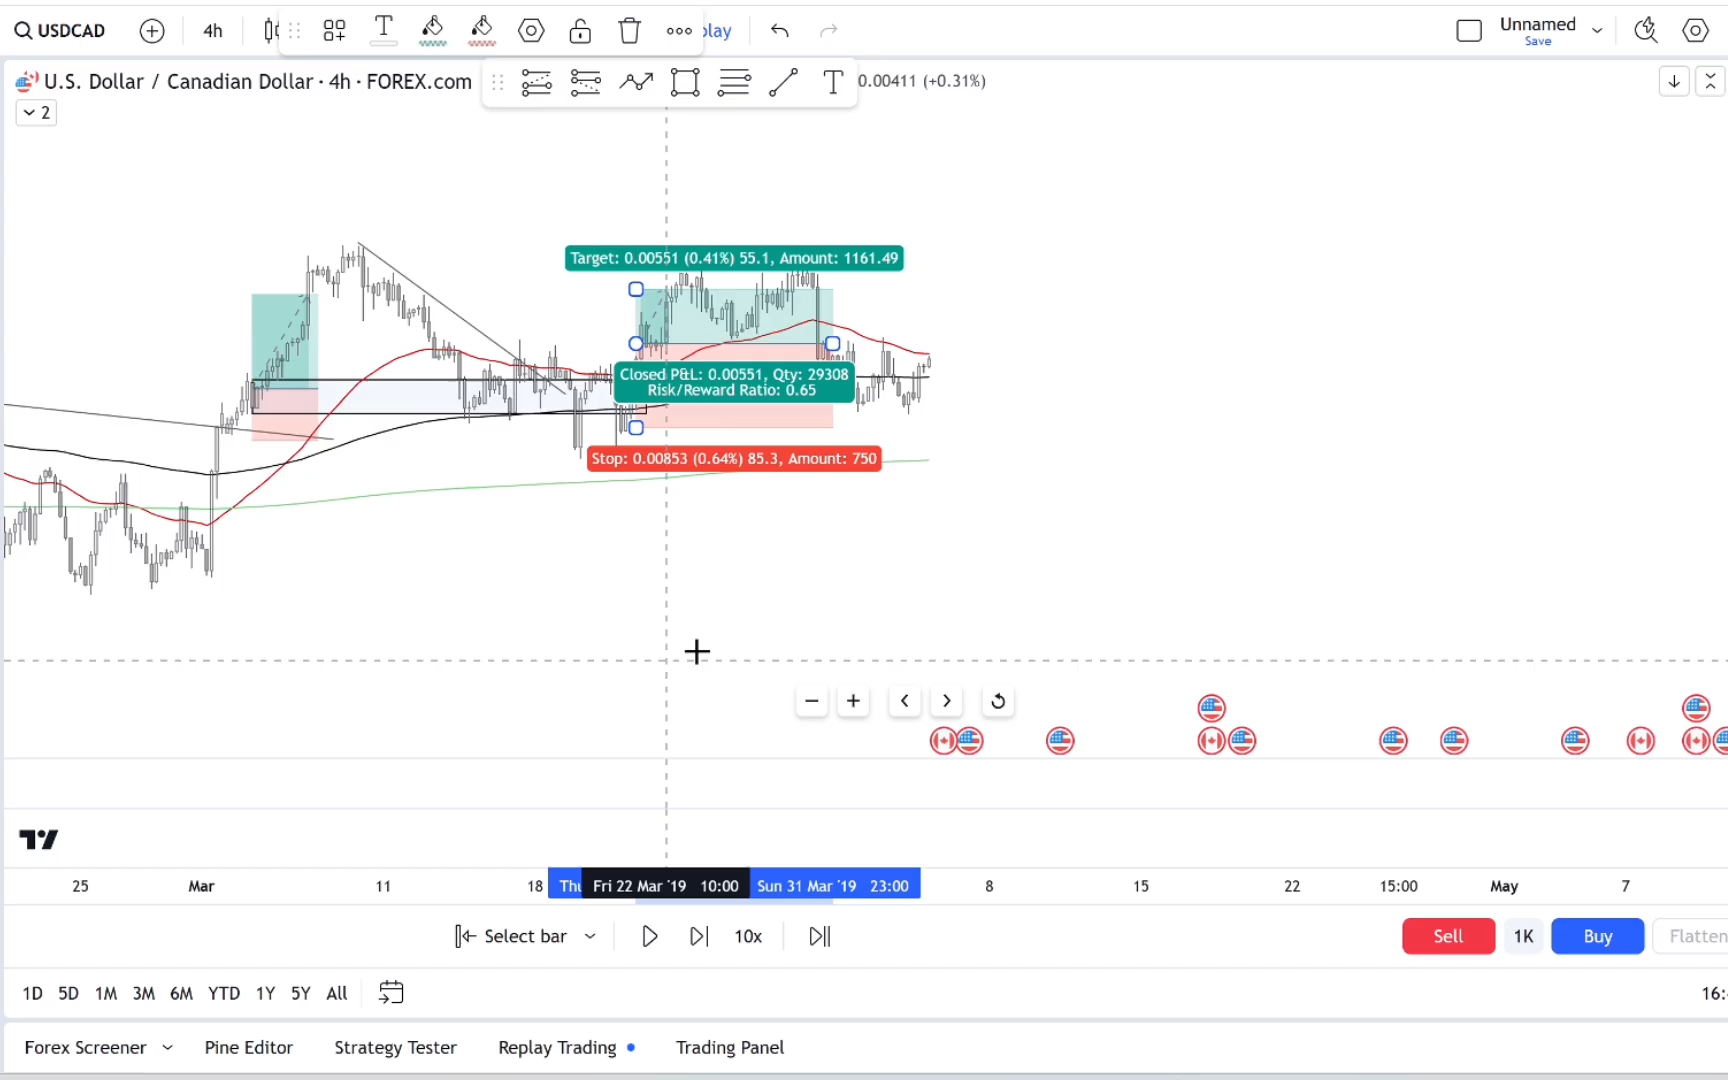 USDCAD
4h
play
Unnamed
Save
U.S. Dollar / Canadian Dollar · 4h · FOREX.com
0.00411 (+0.31%)
2
Target: 0.00551 (0.41%) 55.1, Amount: 1161.49
Closed P&L: 0.00551, Qty: 29308
Risk/Reward Ratio: 0.65
Stop: 0.00853 (0.64%) 85.3, Amount: 750
25 Mar 11 18 Thu Fri 22 Mar '19 10:00 Sun 31 Mar '19 23:00 8 15 22 15:00 May 7
Select bar 10x Sell 1K Buy Flatten
1D 5D 1M 3M 6M YTD 1Y 5Y All 16:
Forex Screener Pine Editor Strategy Tester Replay Trading Trading Panel